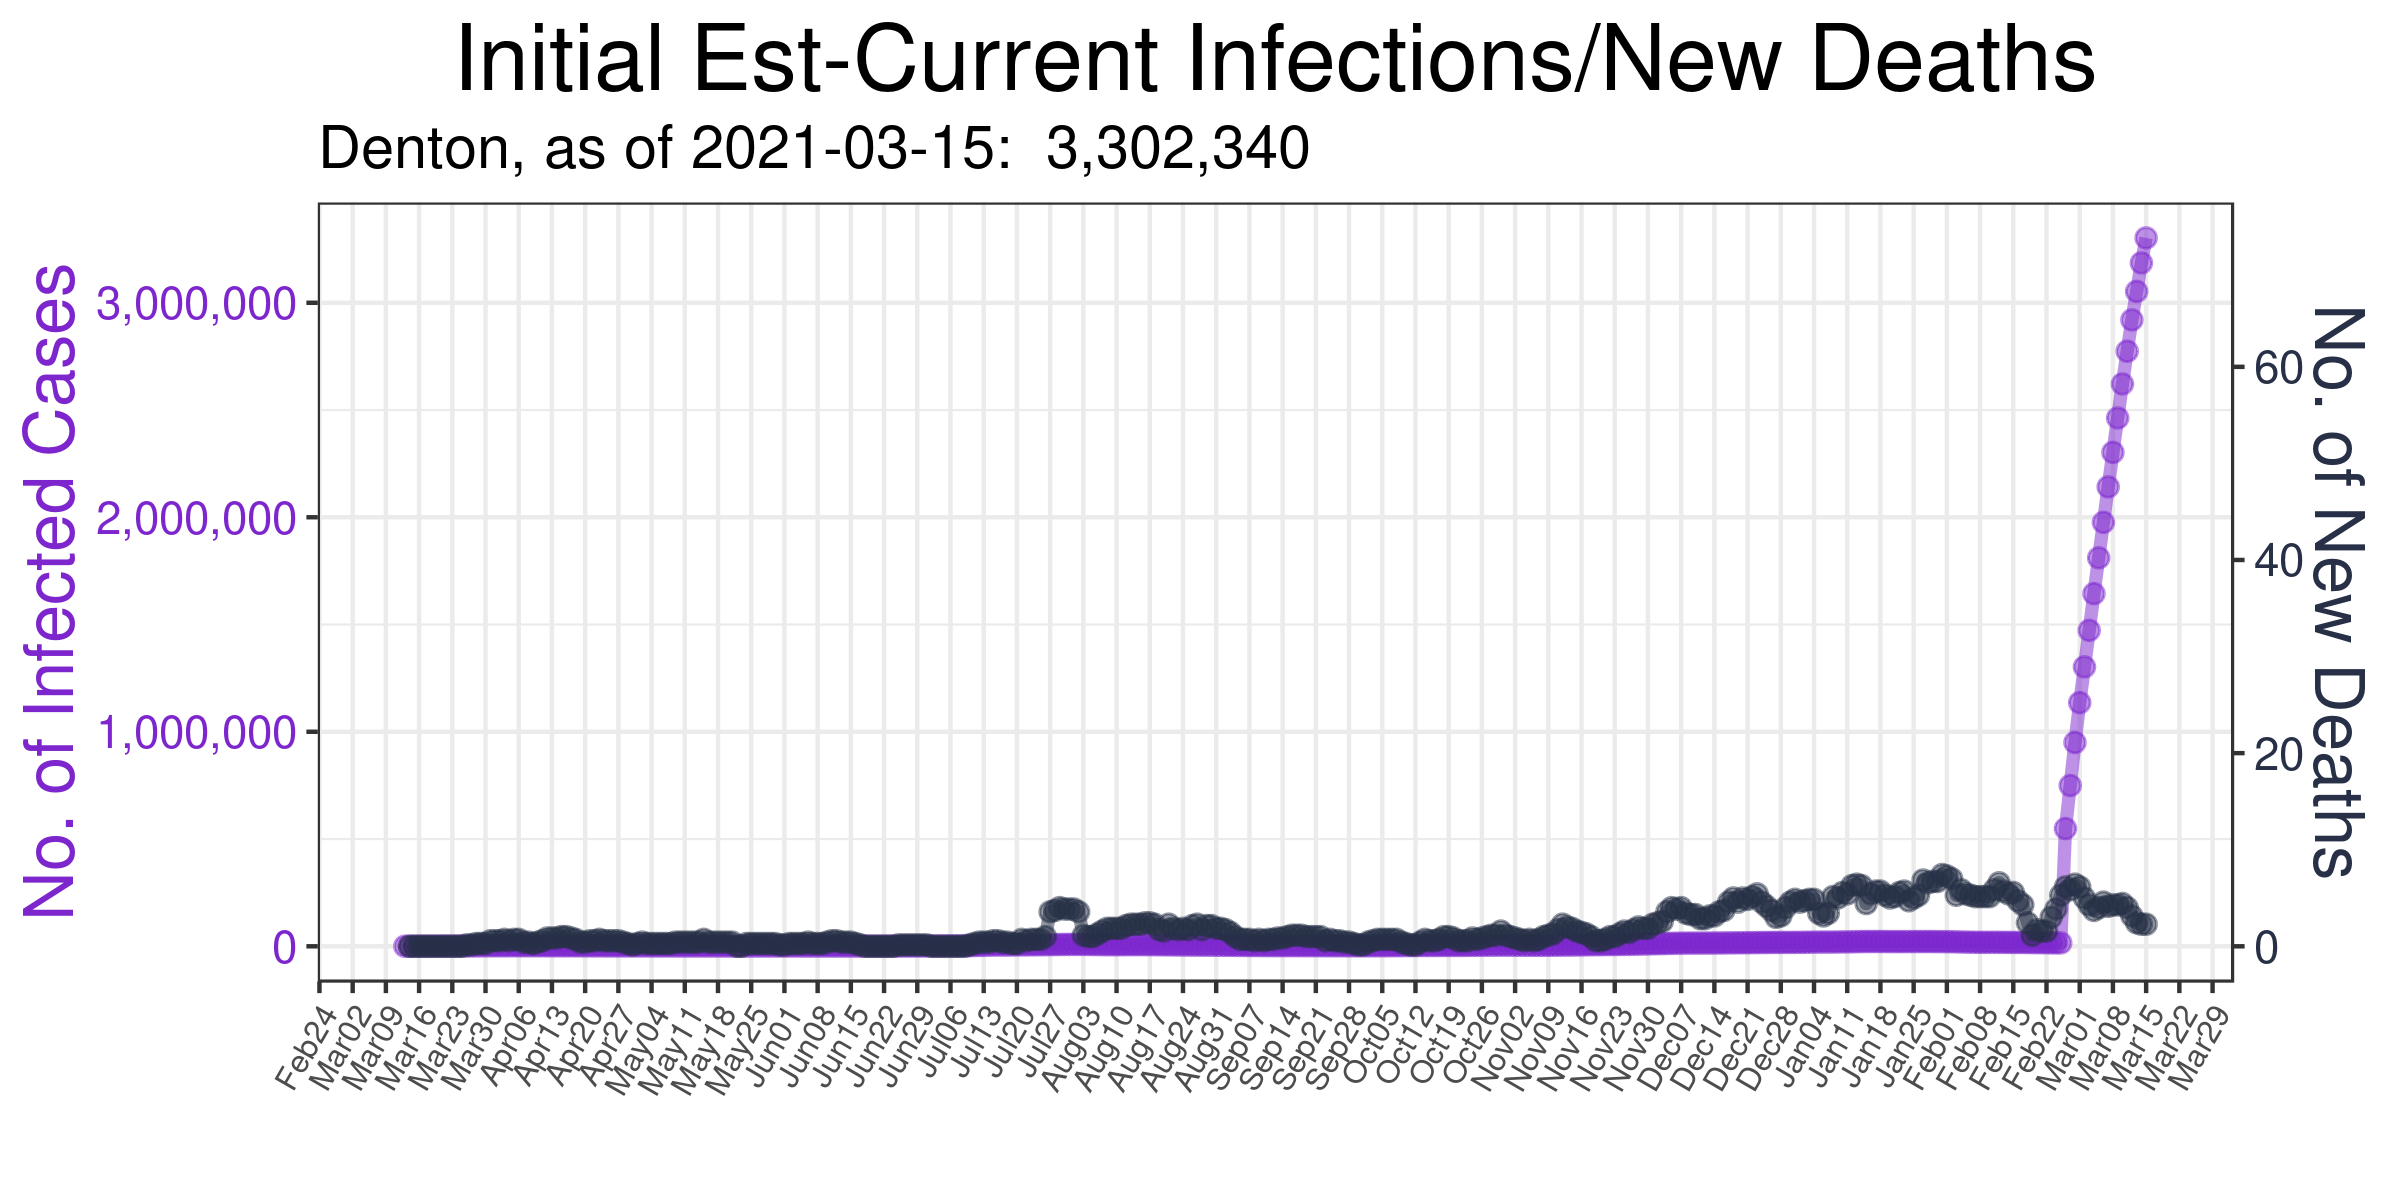 Initial Est-Current Infections/New Deaths
Denton, as of 2021-03-15:  3,302,340
No. of Infected Cases
3,000,000
2,000,000
1,000,000
0
60
40
20
0
No. of New Deaths
Feb24
Mar02
Mar09
Mar16
Mar23
Mar30
Apr06
Apr13
Apr20
Apr27
May04
May11
May18
May25
Jun01
Jun08
Jun15
Jun22
Jun29
Jul06
Jul13
Jul20
Jul27
Aug03
Aug10
Aug17
Aug24
Aug31
Sep07
Sep14
Sep21
Sep28
Oct05
Oct12
Oct19
Oct26
Nov02
Nov09
Nov16
Nov23
Nov30
Dec07
Dec14
Dec21
Dec28
Jan04
Jan11
Jan18
Jan25
Feb01
Feb08
Feb15
Feb22
Mar01
Mar08
Mar15
Mar22
Mar29